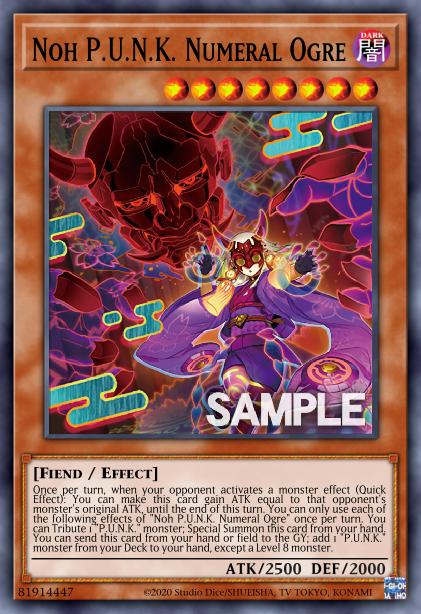 Noh P.U.N.K. Numeral Ogre
DARK
闇
SAMPLE
[Fiend / Effect]
Once per turn, when your opponent activates a monster effect (Quick
Effect): You can make this card gain ATK equal to that opponent's
monster's original ATK, until the end of this turn. You can only use each of
the following effects of "Noh P.U.N.K. Numeral Ogre" once per turn. You
can Tribute 1 "P.U.N.K." monster; Special Summon this card from your hand.
You can send this card from your hand or field to the GY; add 1 "P.U.N.K."
monster from your Deck to your hand, except a Level 8 monster.
ATK/2500 DEF/2000
81914447
©2020 Studio Dice/SHUEISHA, TV TOKYO, KONAMI